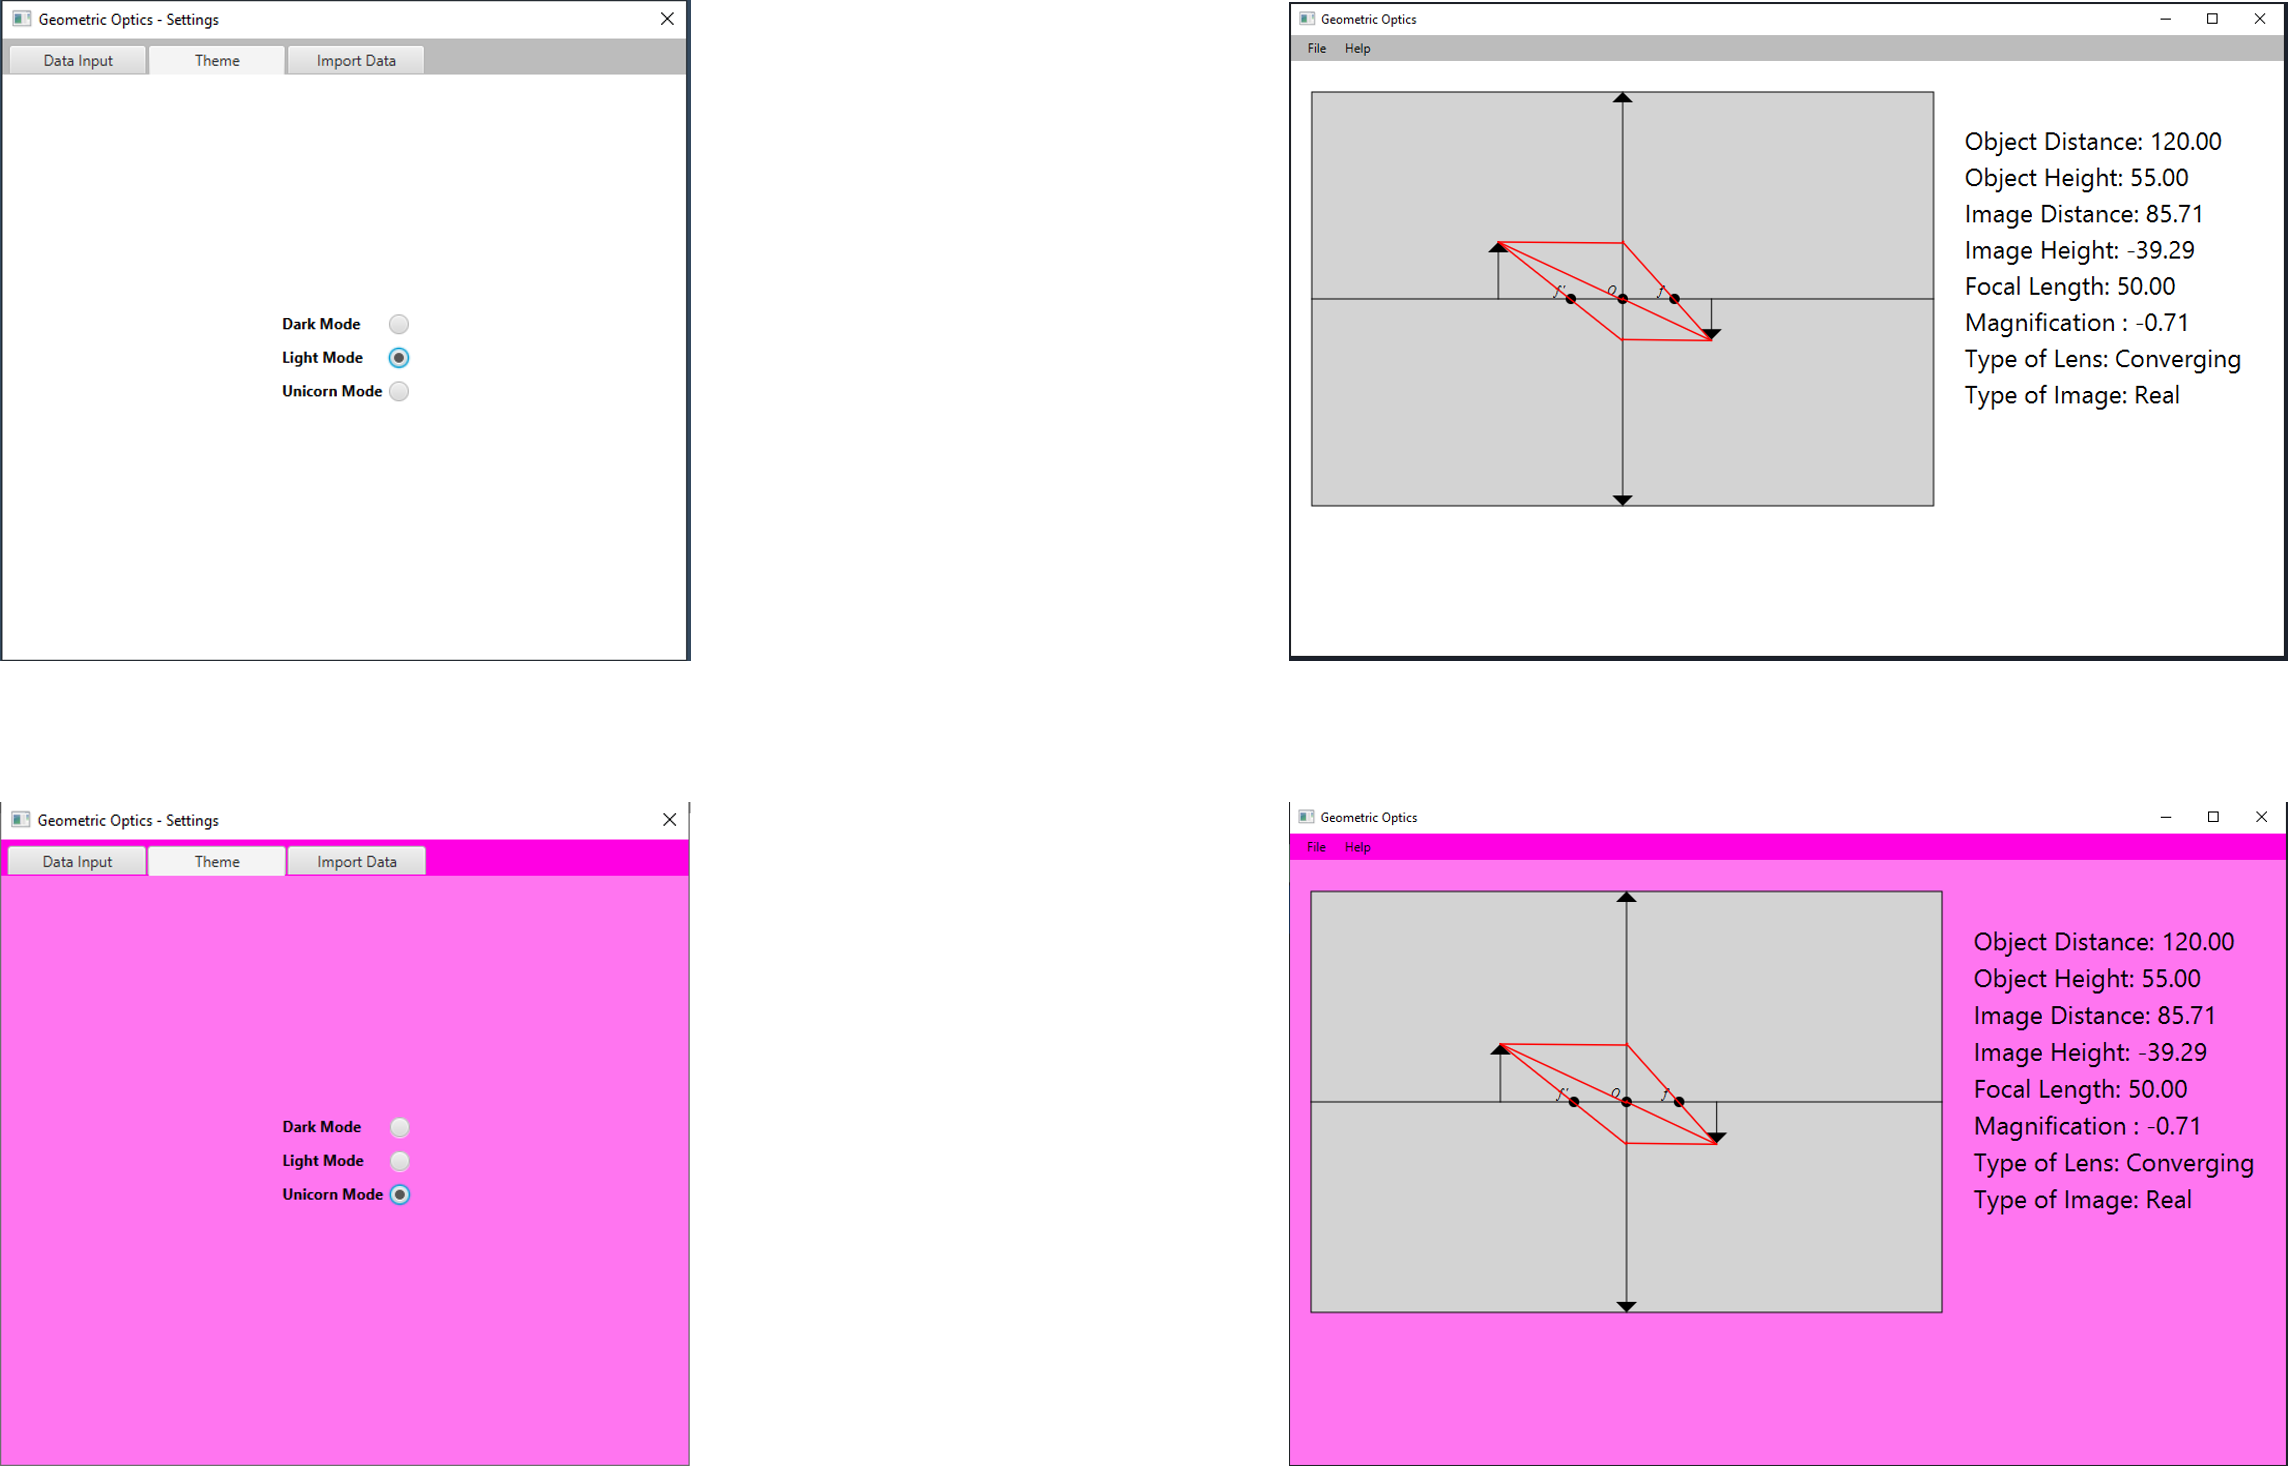 Geometric Optics - Settings
Data Input Theme Import Data
Dark Mode
Light Mode
Unicorn Mode
Geometric Optics
File Help
f' O f
Object Distance: 120.00
Object Height: 55.00
Image Distance: 85.71
Image Height: -39.29
Focal Length: 50.00
Magnification : -0.71
Type of Lens: Converging
Type of Image: Real
Geometric Optics - Settings
Data Input Theme Import Data
Dark Mode
Light Mode
Unicorn Mode
Geometric Optics
File Help
f' O f
Object Distance: 120.00
Object Height: 55.00
Image Distance: 85.71
Image Height: -39.29
Focal Length: 50.00
Magnification : -0.71
Type of Lens: Converging
Type of Image: Real